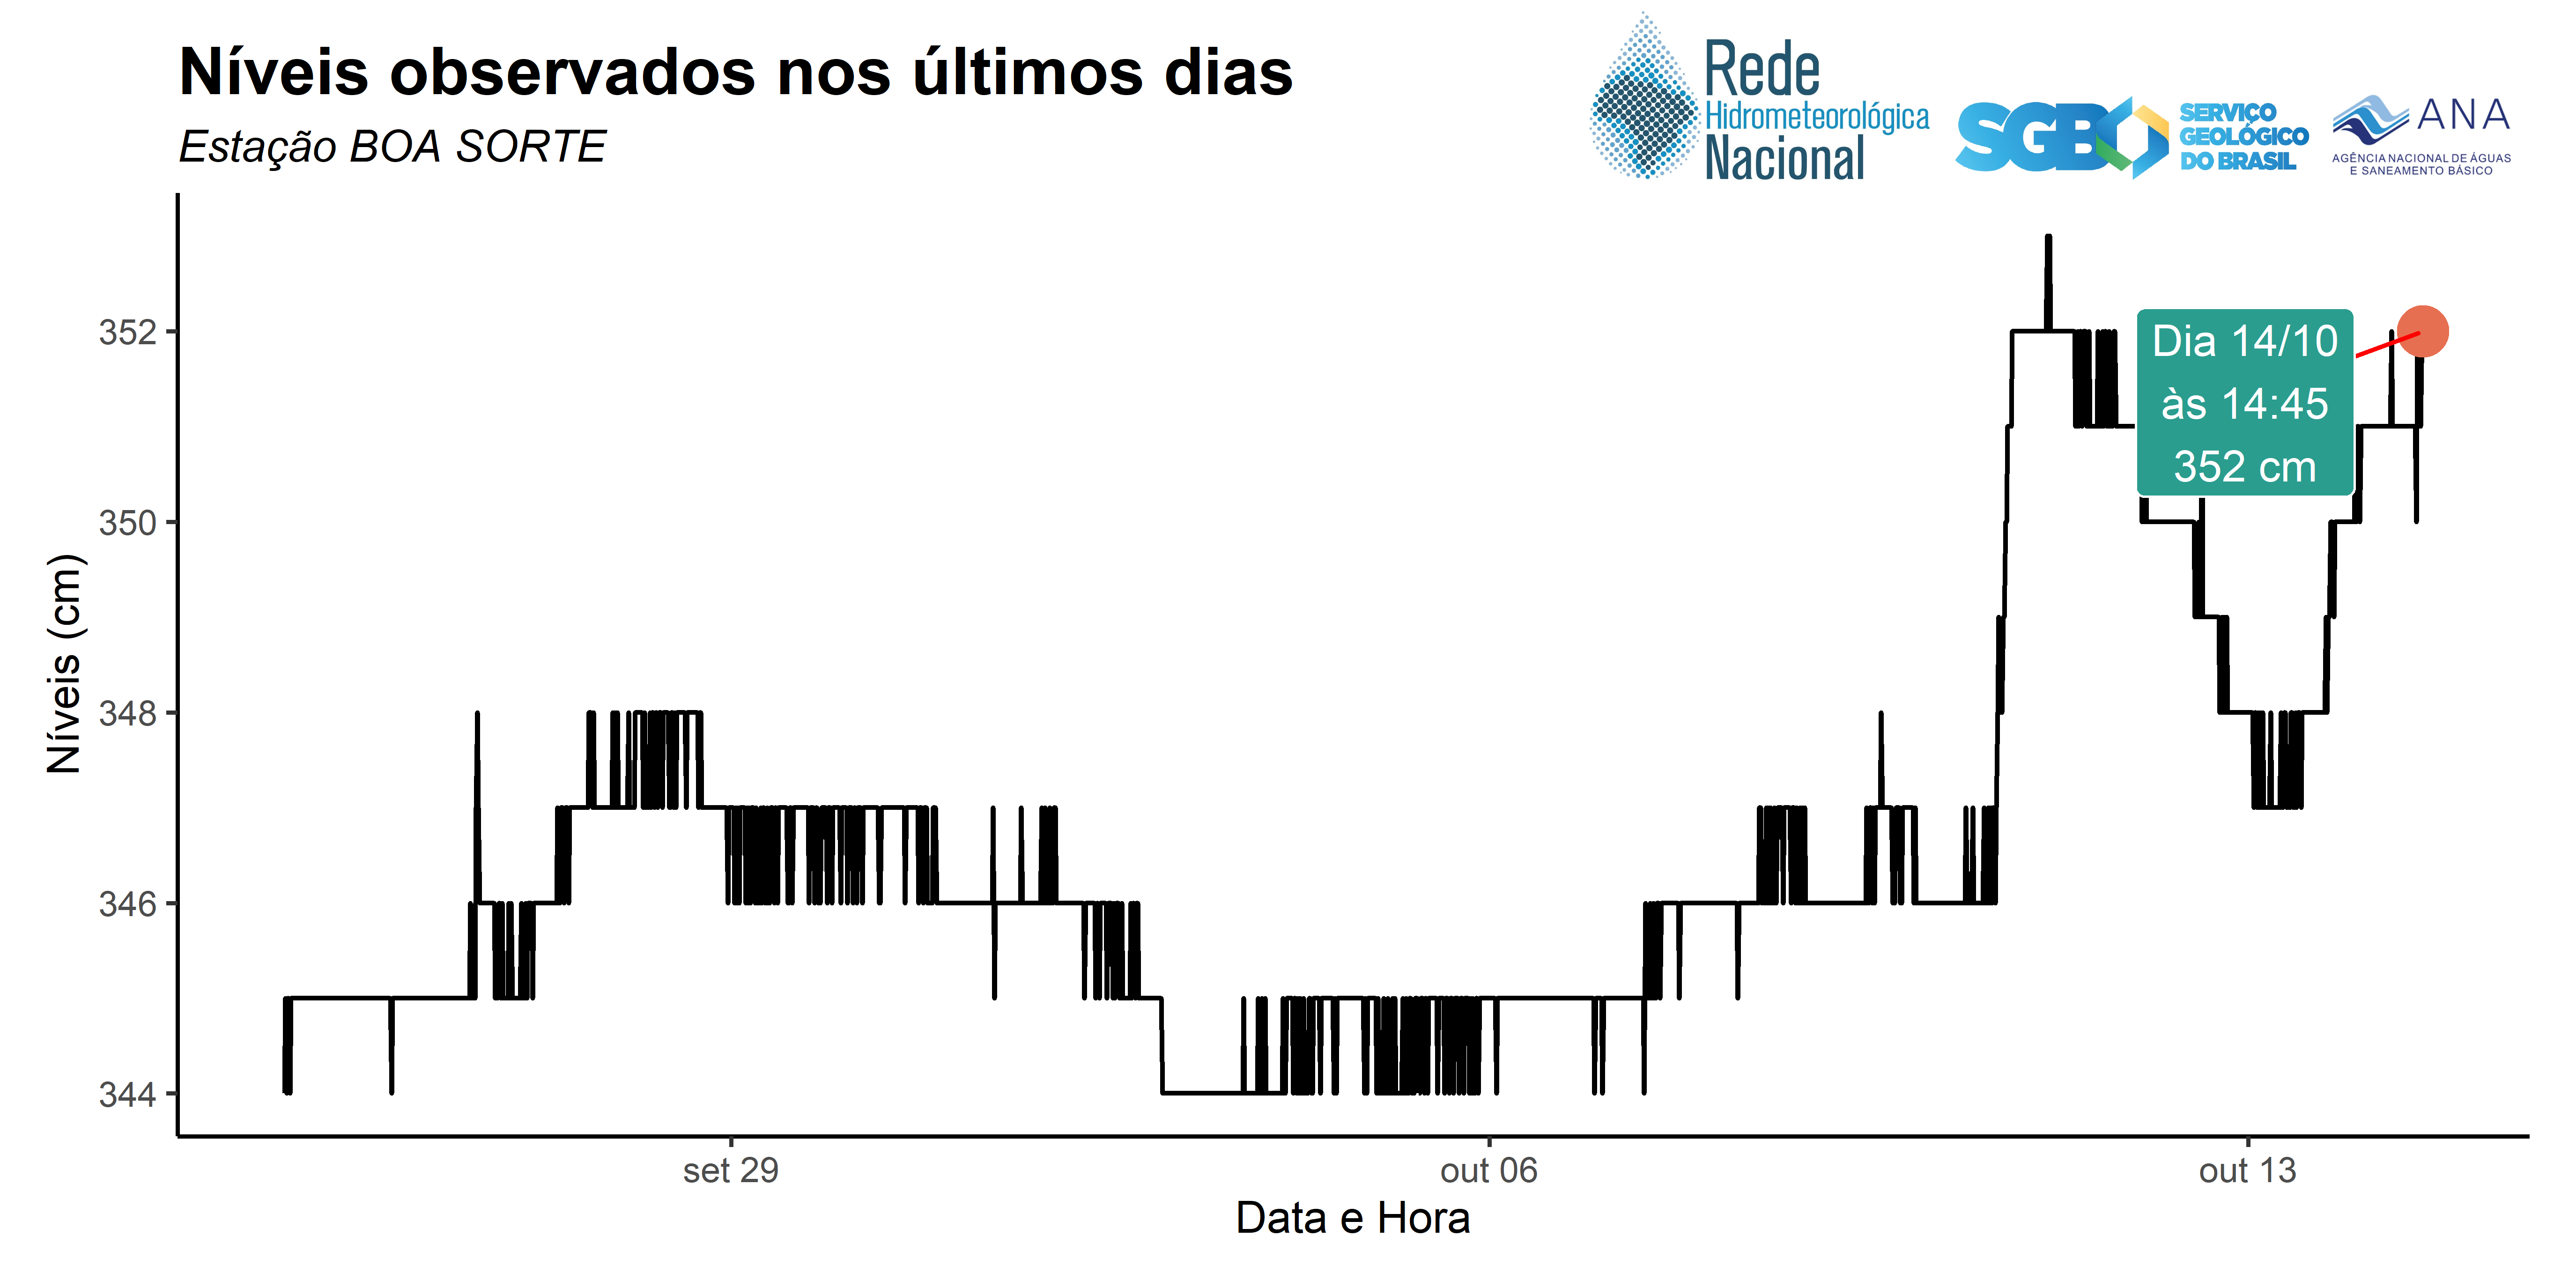 Níveis observados nos últimos dias
Estação BOA SORTE
Rede
Hidrometeorológica
Nacional
SGB
SERVIÇO
GEOLÓGICO
DO BRASIL
ANA
AGÊNCIA NACIONAL DE ÁGUAS
E SANEAMENTO BÁSICO
352
350
348
346
344
Níveis (cm)
Dia 14/10
às 14:45
352 cm
set 29
out 06
out 13
Data e Hora